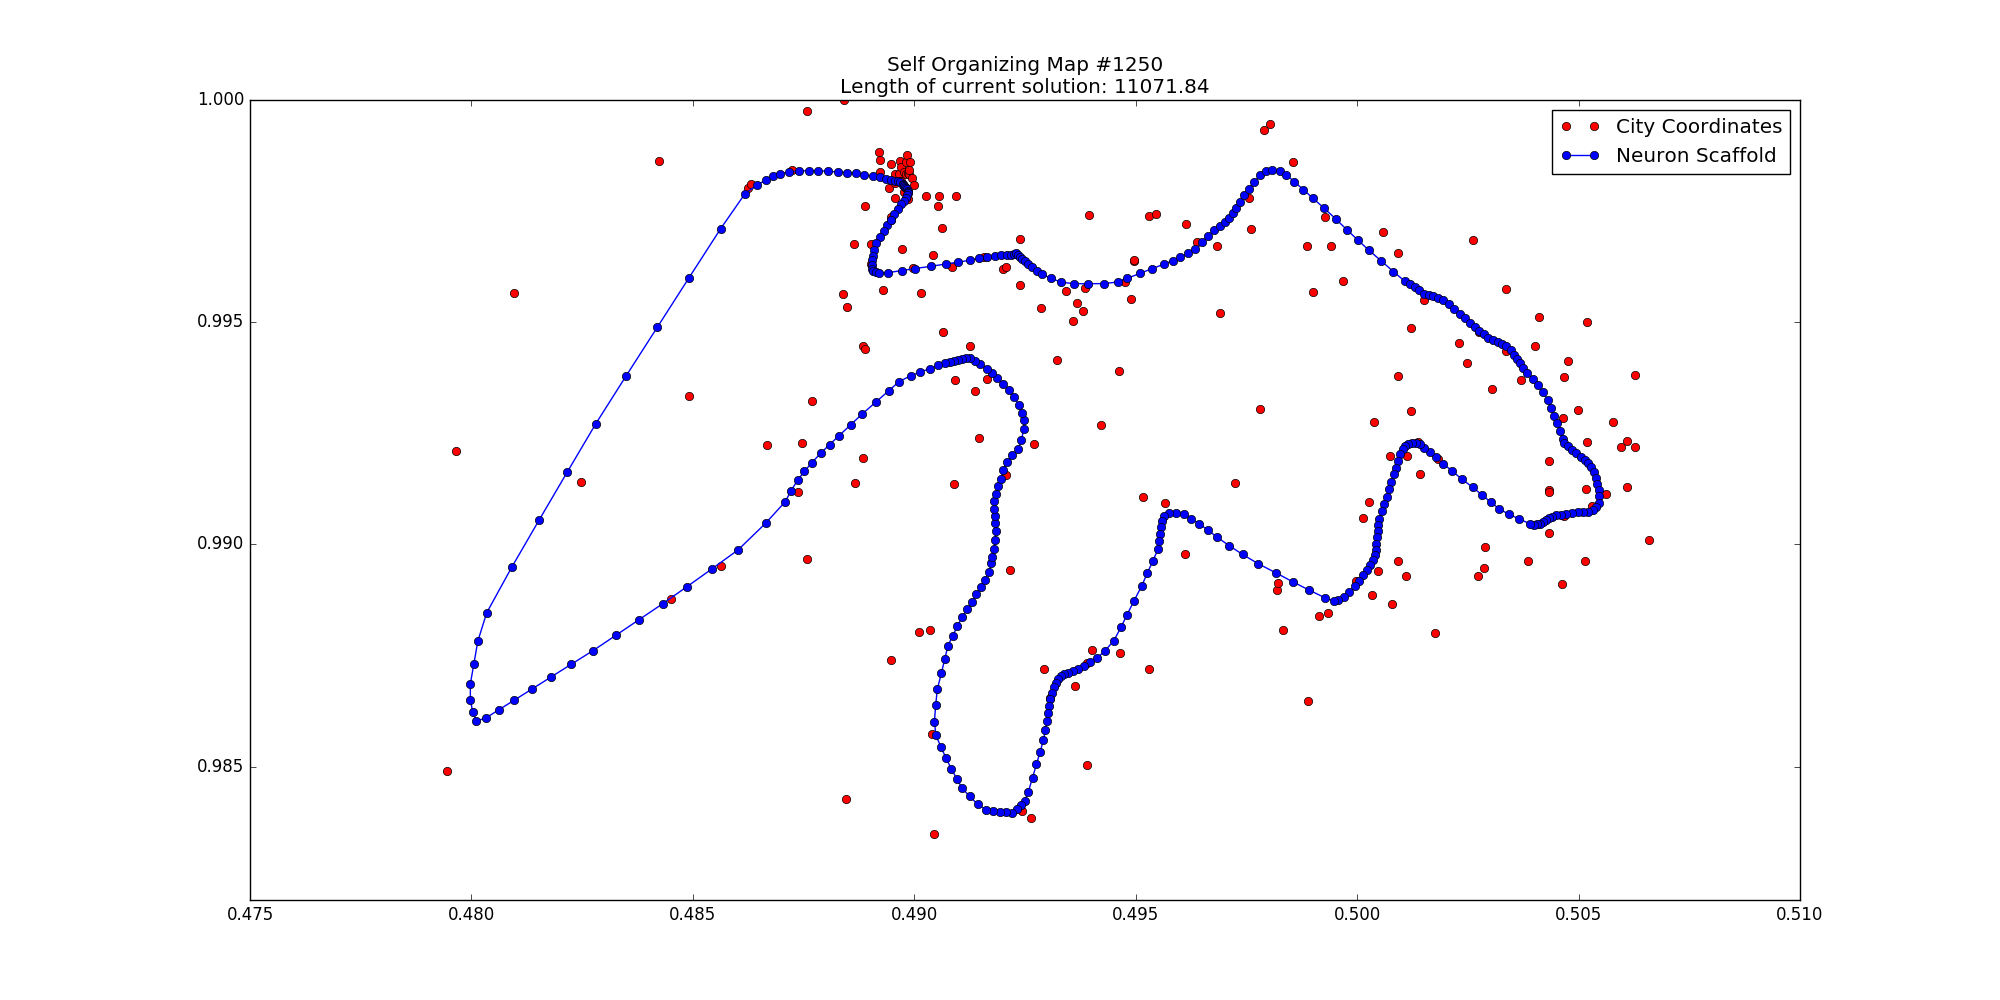 Self Organizing Map #1250
Length of current solution: 11071.84
City Coordinates
Neuron Scaffold
1.000
0.995
0.990
0.985
0.475 0.480 0.485 0.490 0.495 0.500 0.505 0.510